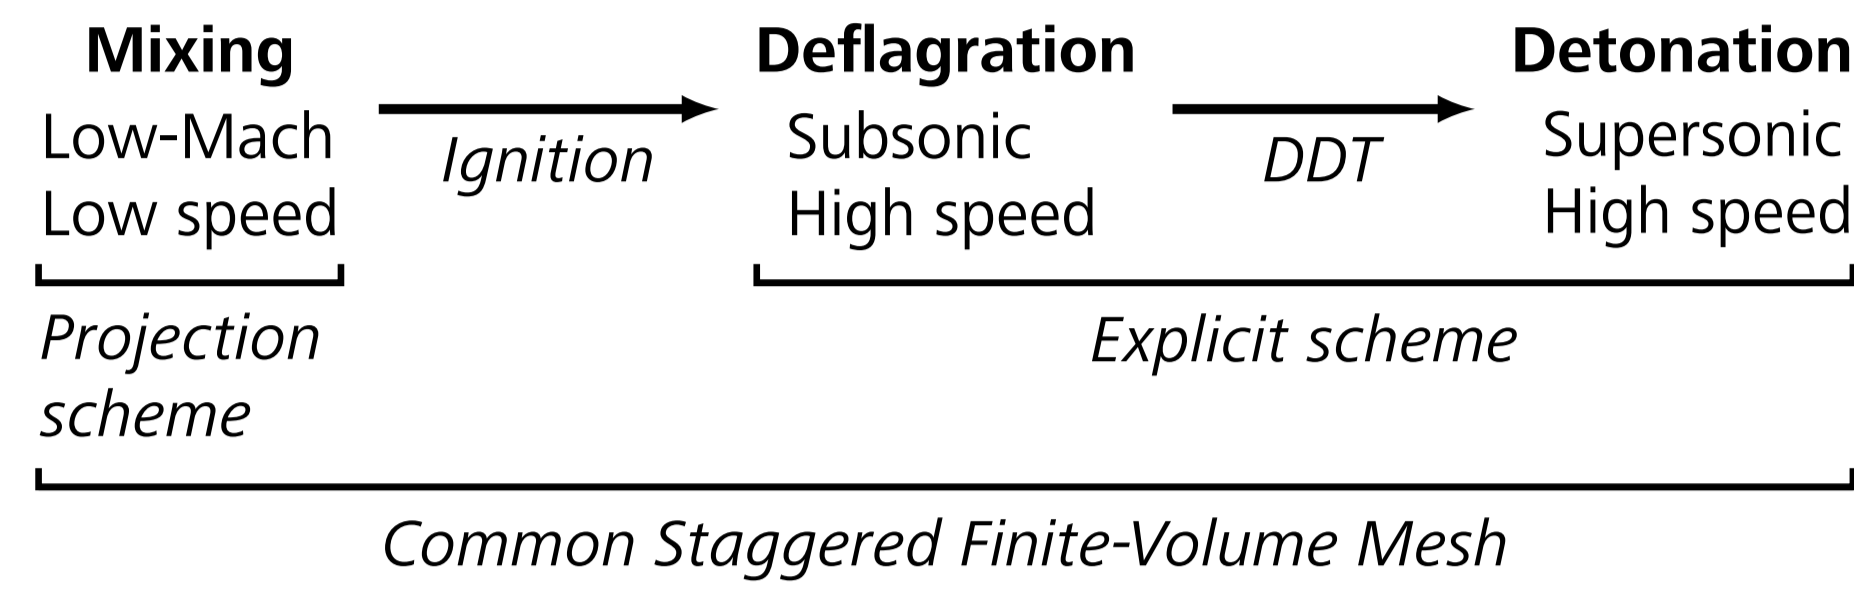 Mixing
Low-Mach
Low speed
Ignition
Deflagration
Subsonic
High speed
DDT
Detonation
Supersonic
High speed
Projection
scheme
Explicit scheme
Common Staggered Finite-Volume Mesh